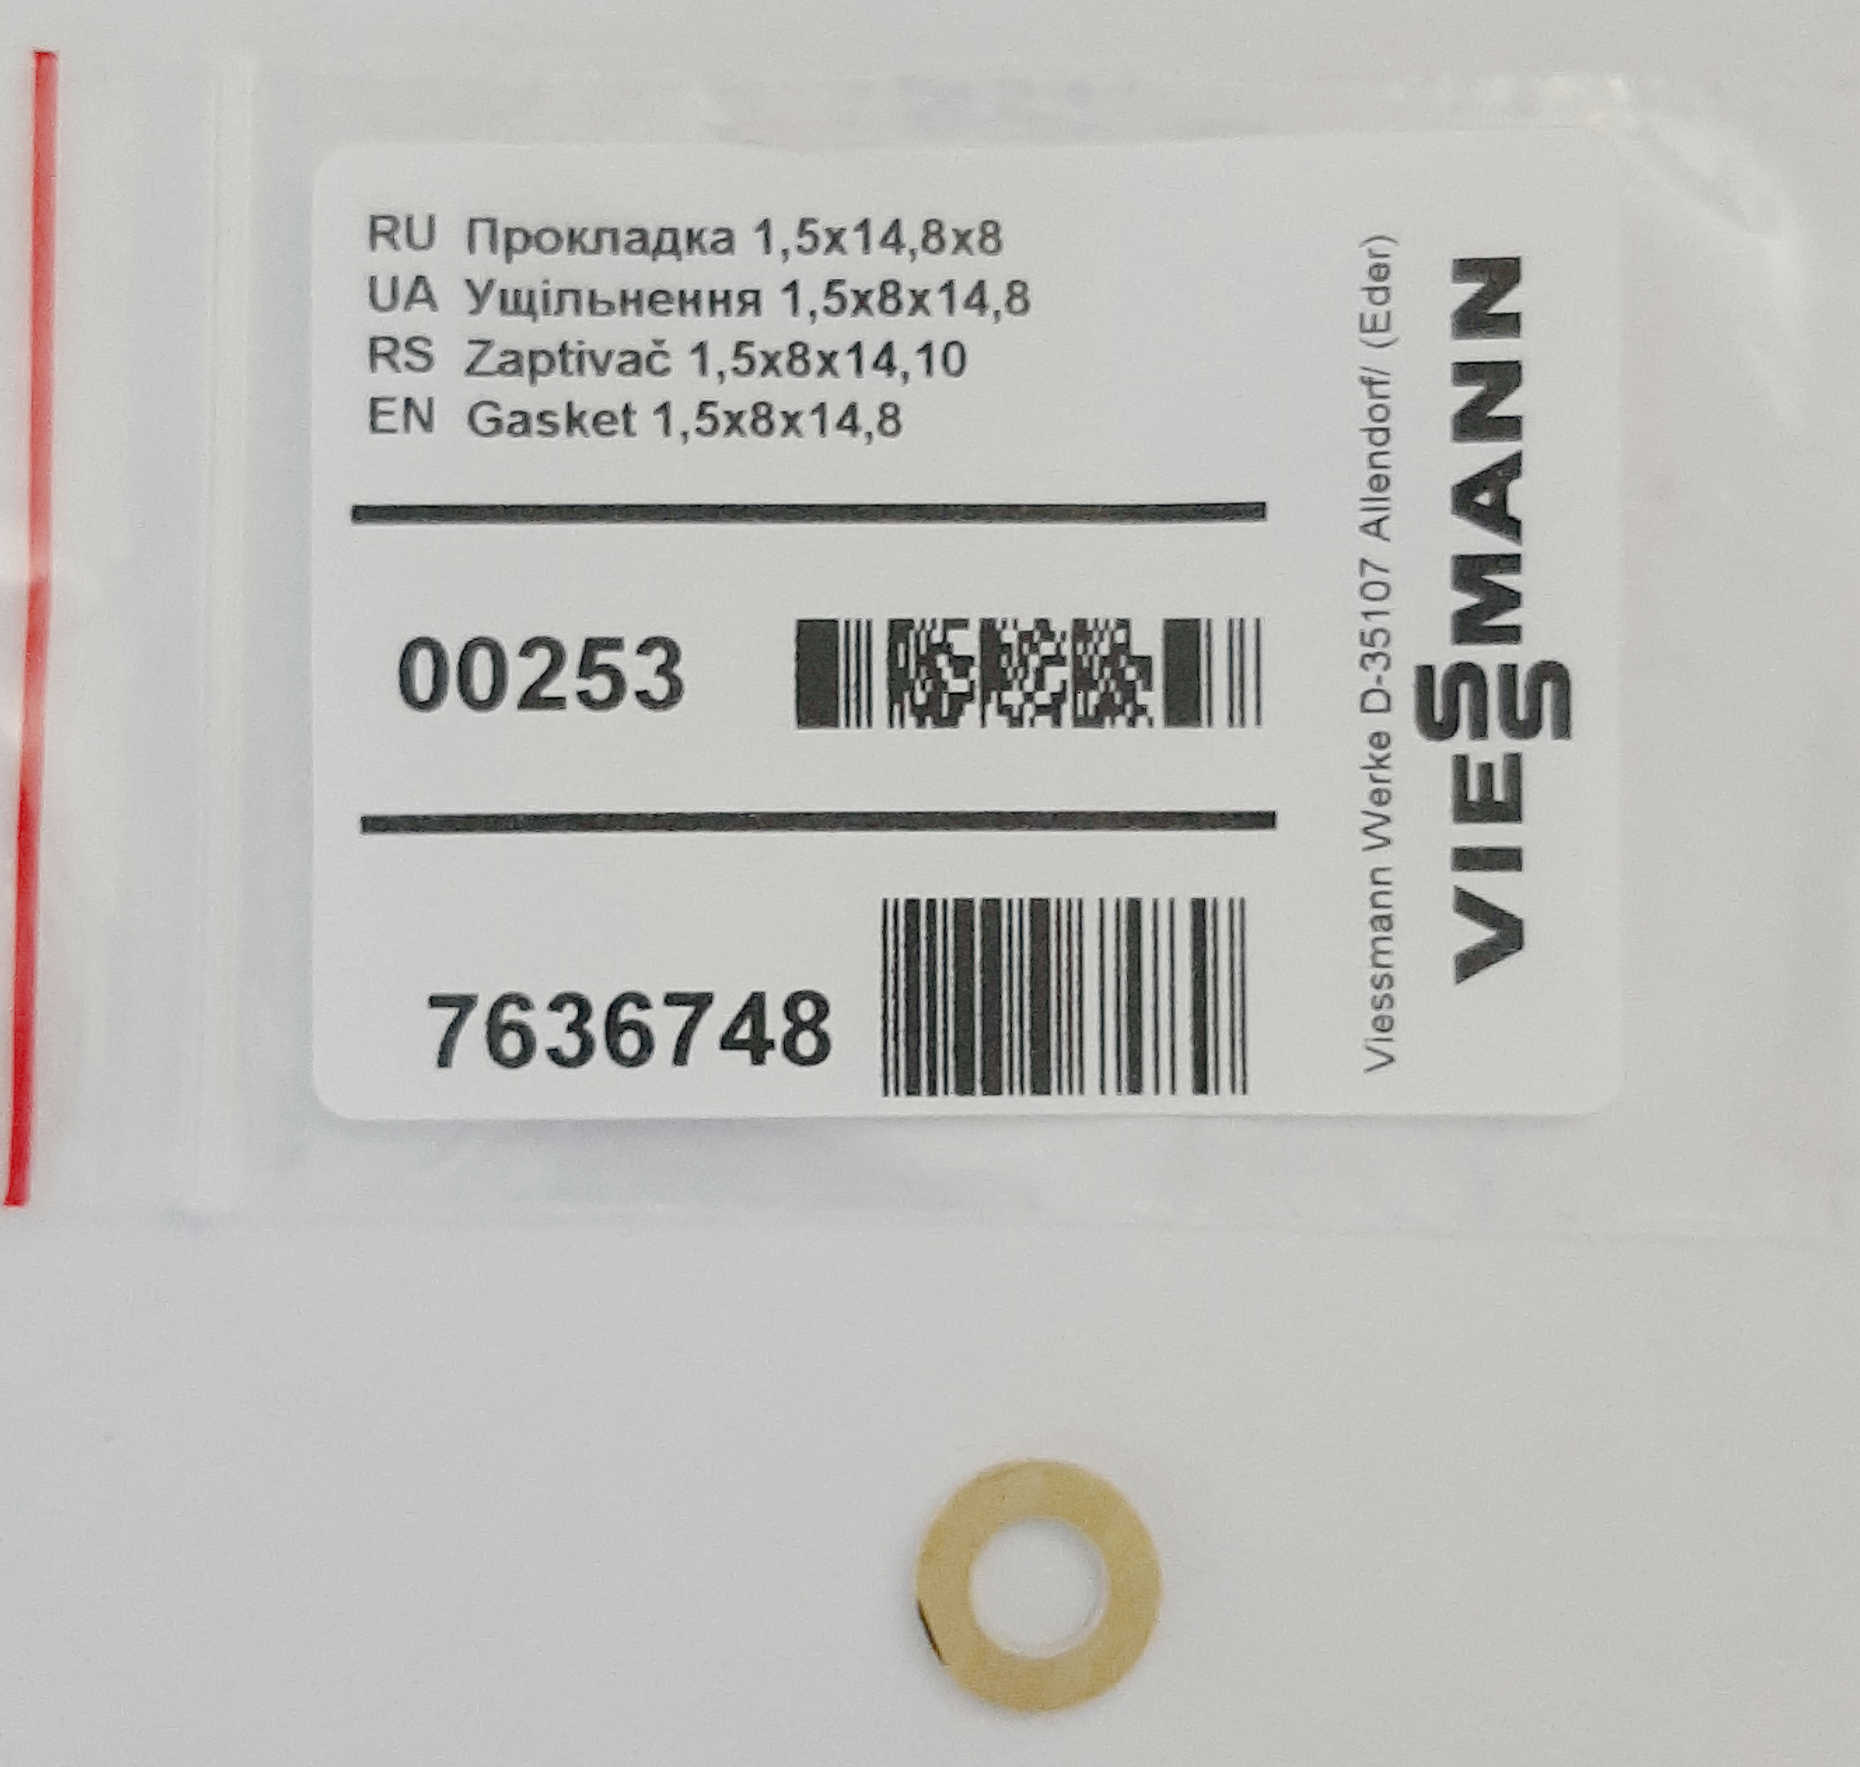 RU Прокладка 1,5x14,8x8
UA Ущільнення 1,5x8x14,8
RS Zaptivač 1,5x8x14,10
EN Gasket 1,5x8x14,8
00253
7636748
Viessmann Werke D-35107 Allendorf/ (Eder)
VIESSMANN